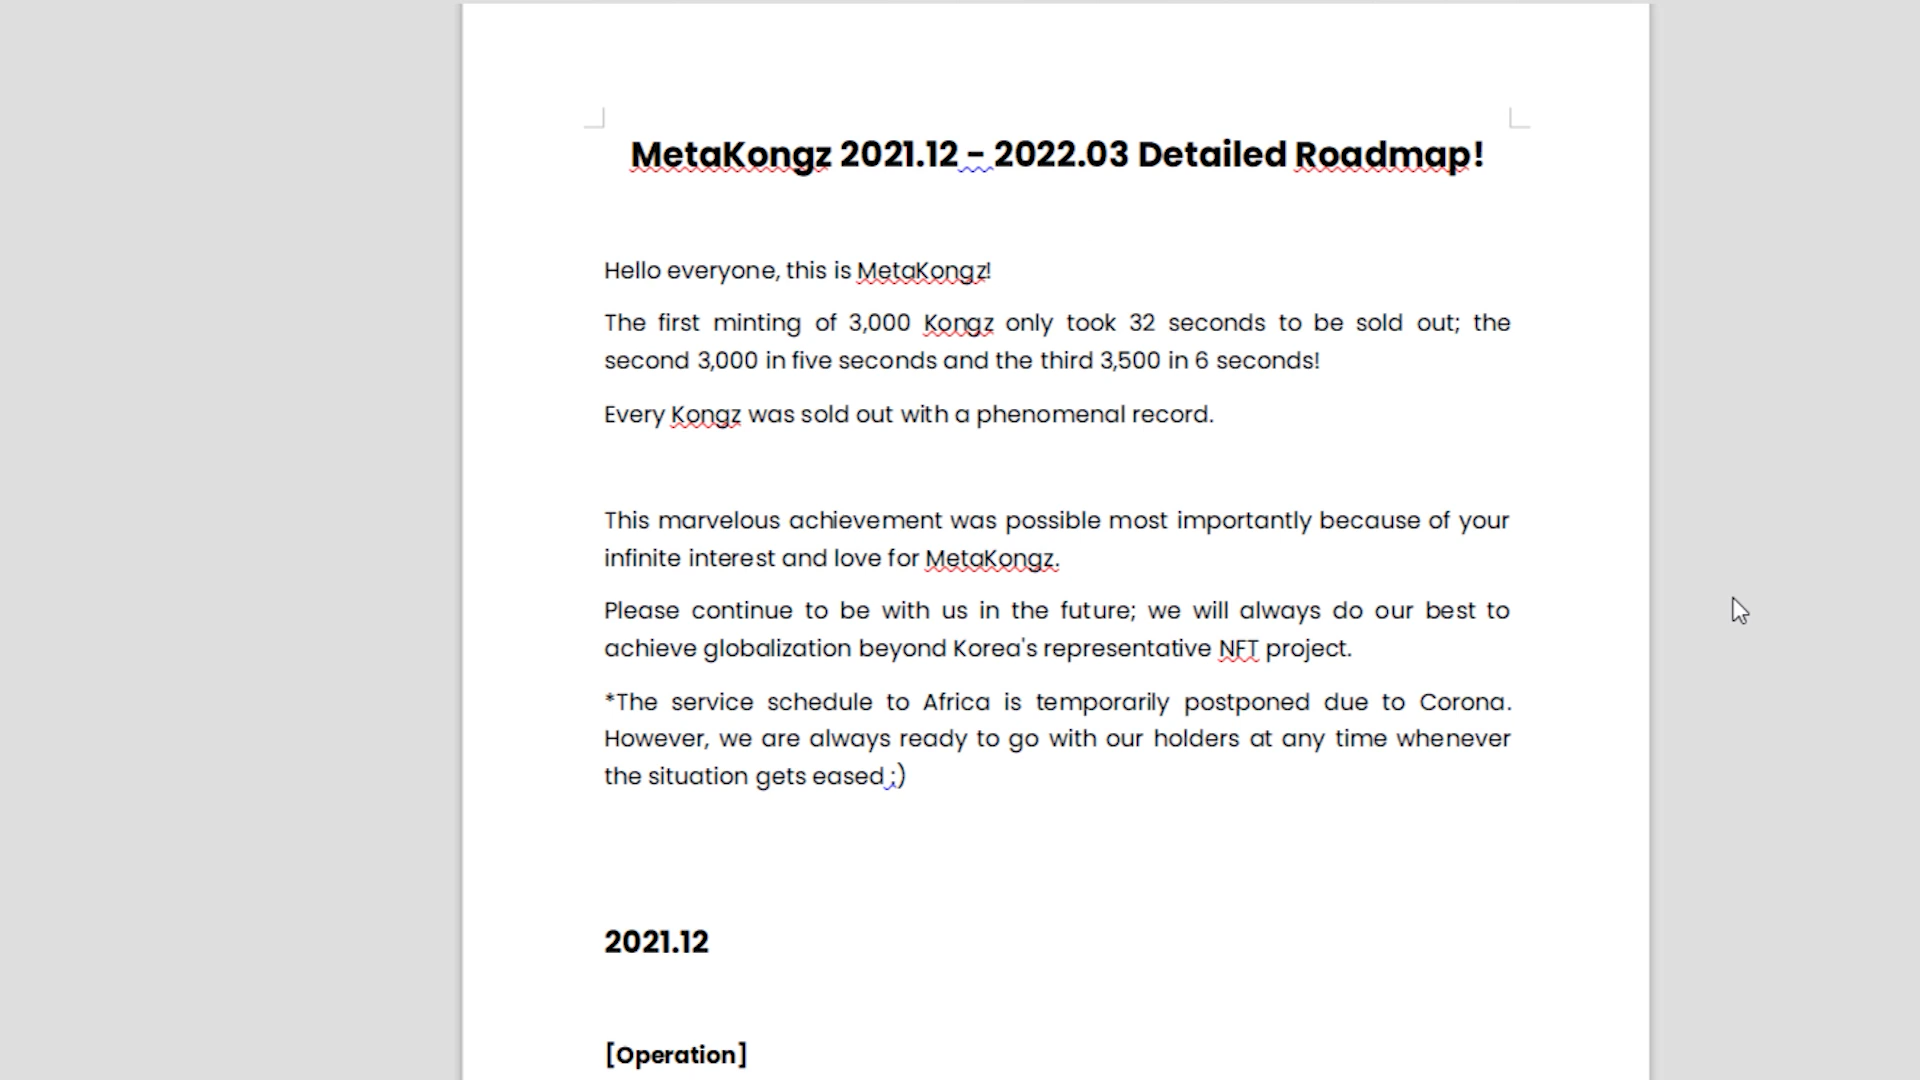 MetaKongz 2021.12 - 2022.03 Detailed Roadmap!
Hello everyone, this is MetaKongz!
The first minting of 3,000 Kongz only took 32 seconds to be sold out; the
second 3,000 in five seconds and the third 3,500 in 6 seconds!
Every Kongz was sold out with a phenomenal record.
This marvelous achievement was possible most importantly because of your
infinite interest and love for MetaKongz.
Please continue to be with us in the future; we will always do our best to
achieve globalization beyond Korea's representative NFT project.
*The service schedule to Africa is temporarily postponed due to Corona.
However, we are always ready to go with our holders at any time whenever
the situation gets eased ;)
2021.12
[Operation]